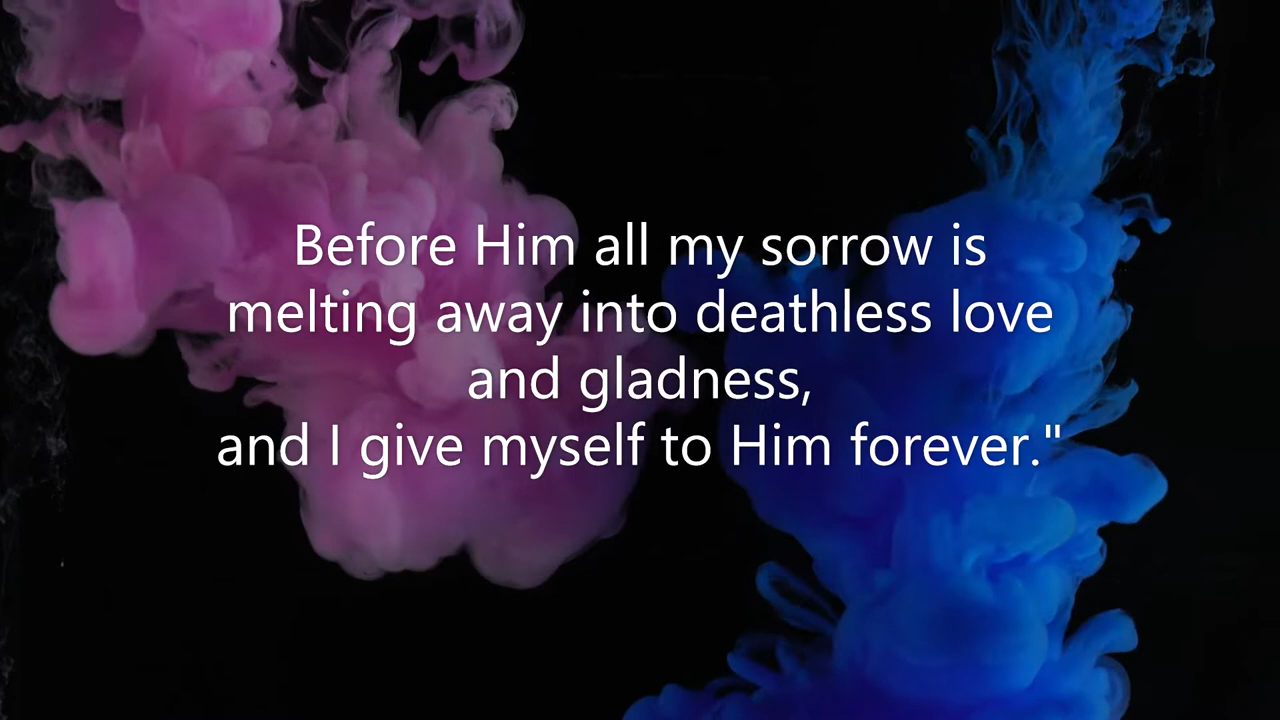 Before Him all my sorrow is
melting away into deathless love
and gladness,
and I give myself to Him forever."